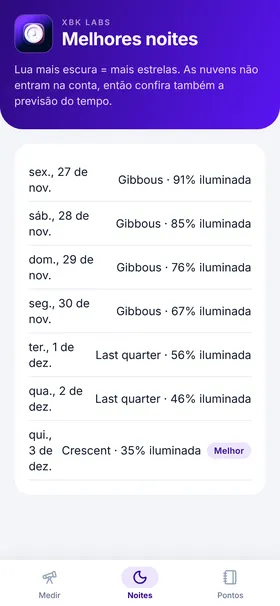 XBK LABS
Melhores noites
Lua mais escura = mais estrelas. As nuvens não
entram na conta, então confira também a
previsão do tempo.
sex., 27 de
nov.
Gibbous · 91% iluminada
sáb., 28 de
nov.
Gibbous · 85% iluminada
dom., 29 de
nov.
Gibbous · 76% iluminada
seg., 30 de
nov.
Gibbous · 67% iluminada
ter., 1 de
dez.
Last quarter · 56% iluminada
qua., 2 de
dez.
Last quarter · 46% iluminada
qui.,
3 de
dez.
Crescent · 35% iluminada
Melhor
Medir
Noites
Pontos